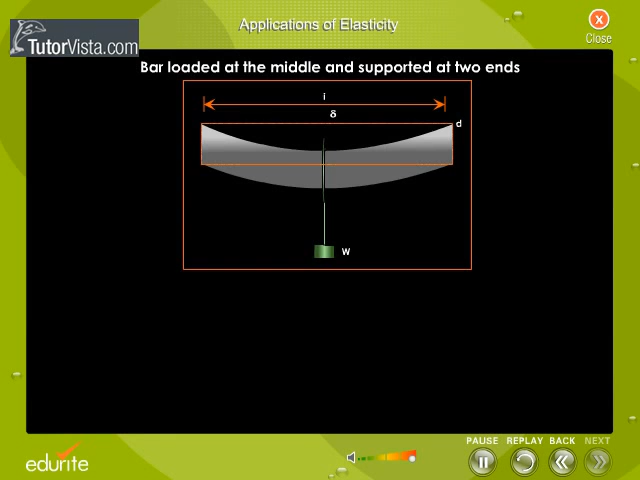 Applications of Elasticity
X
Close
TutorVista.com
Bar loaded at the middle and supported at two ends
i
δ
d
W
PAUSE REPLAY BACK NEXT
edurite